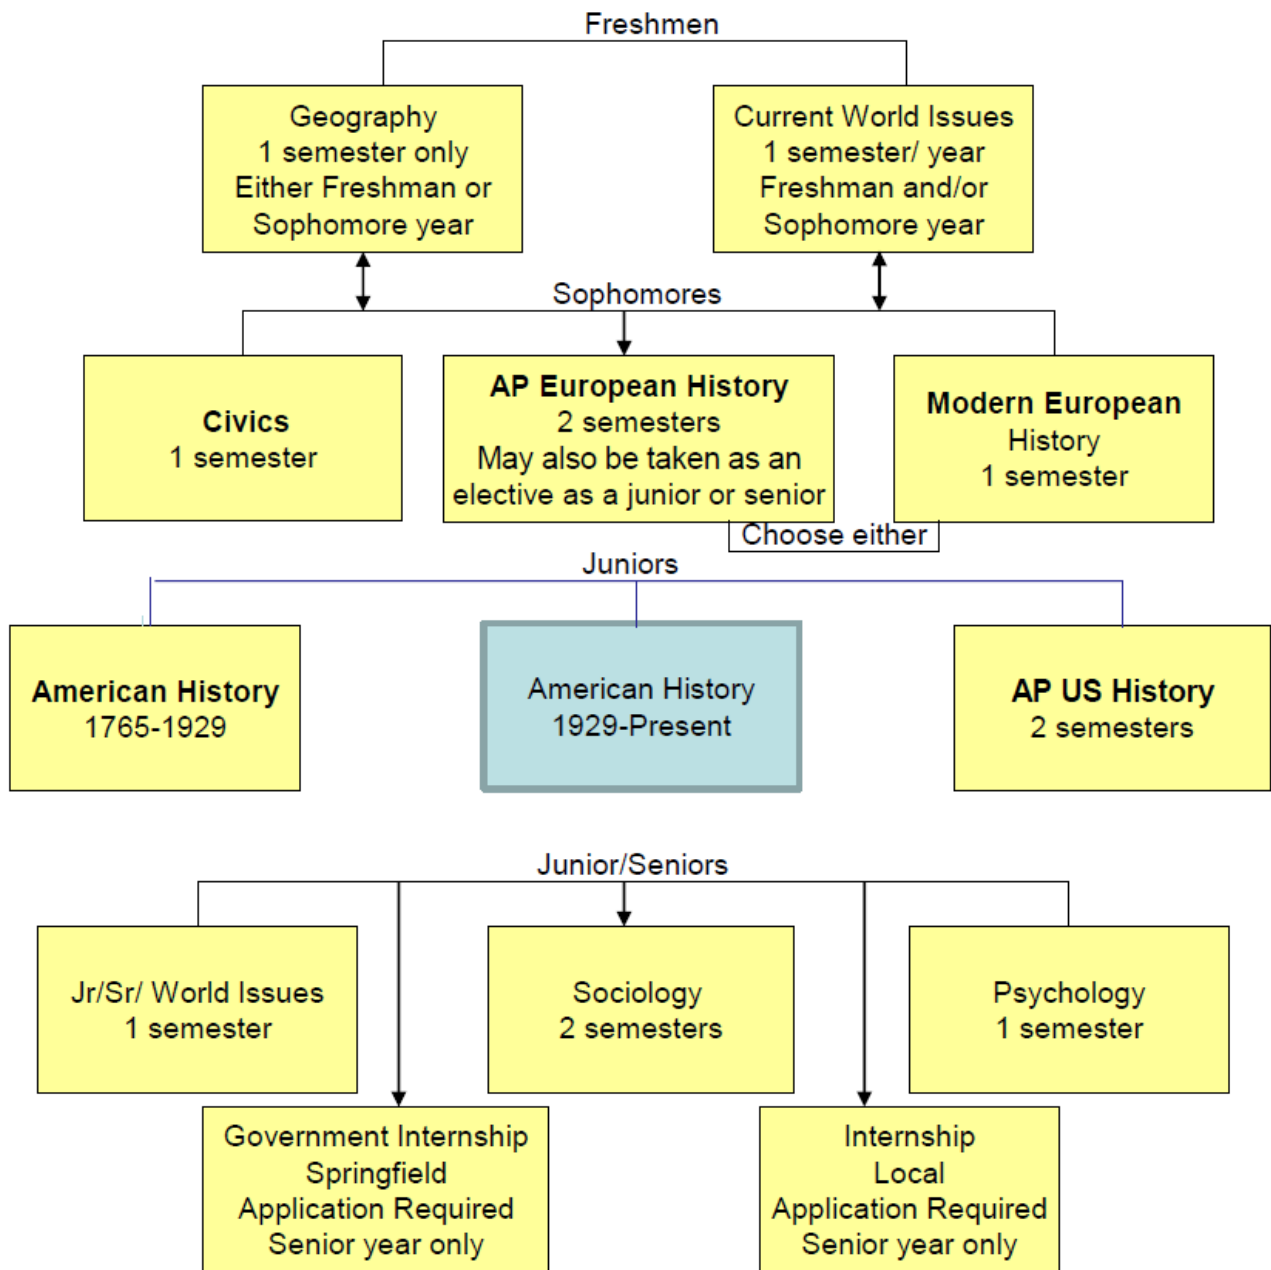 Freshmen
Geography
1 semester only
Either Freshman or
Sophomore year
Current World Issues
1 semester/ year
Freshman and/or
Sophomore year
Sophomores
Civics
1 semester
AP European History
2 semesters
May also be taken as an
elective as a junior or senior
Modern European
History
1 semester
Choose either
Juniors
American History
1765-1929
American History
1929-Present
AP US History
2 semesters
Junior/Seniors
Jr/Sr/ World Issues
1 semester
Sociology
2 semesters
Psychology
1 semester
Government Internship
Springfield
Application Required
Senior year only
Internship
Local
Application Required
Senior year only